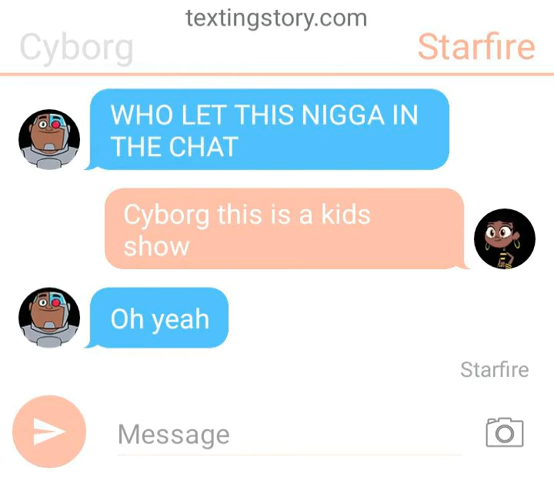 textingstory.com
Cyborg
Starfire
WHO LET THIS NIGGA IN
THE CHAT
Cyborg this is a kids
show
Oh yeah
Starfire
Message